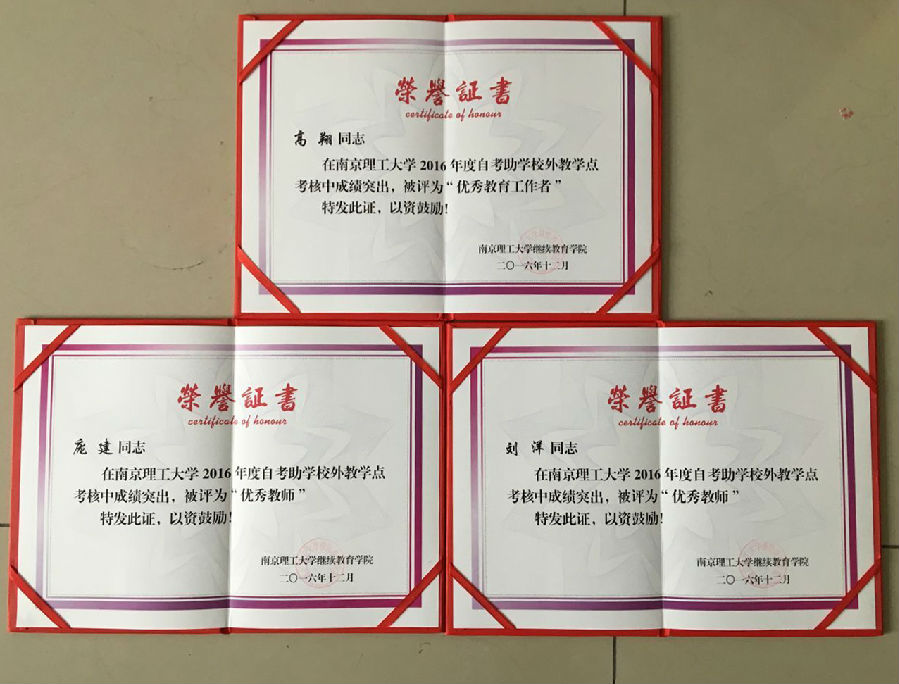 榮譽証書
certificate of honour
高翔同志
在南京理工大学2016年度自考助学校外教学点
考核中成绩突出，被评为“优秀教育工作者”
特发此证，以资鼓励！
南京理工大学继续教育学院
二〇一六年十二月
榮譽証書
certificate of honour
庞建同志
在南京理工大学2016年度自考助学校外教学点
考核中成绩突出，被评为“优秀教师”
特发此证，以资鼓励！
南京理工大学继续教育学院
二〇一六年十二月
榮譽証書
certificate of honour
刘洋同志
在南京理工大学2016年度自考助学校外教学点
考核中成绩突出，被评为“优秀教师”
特发此证，以资鼓励！
南京理工大学继续教育学院
二〇一六年十二月